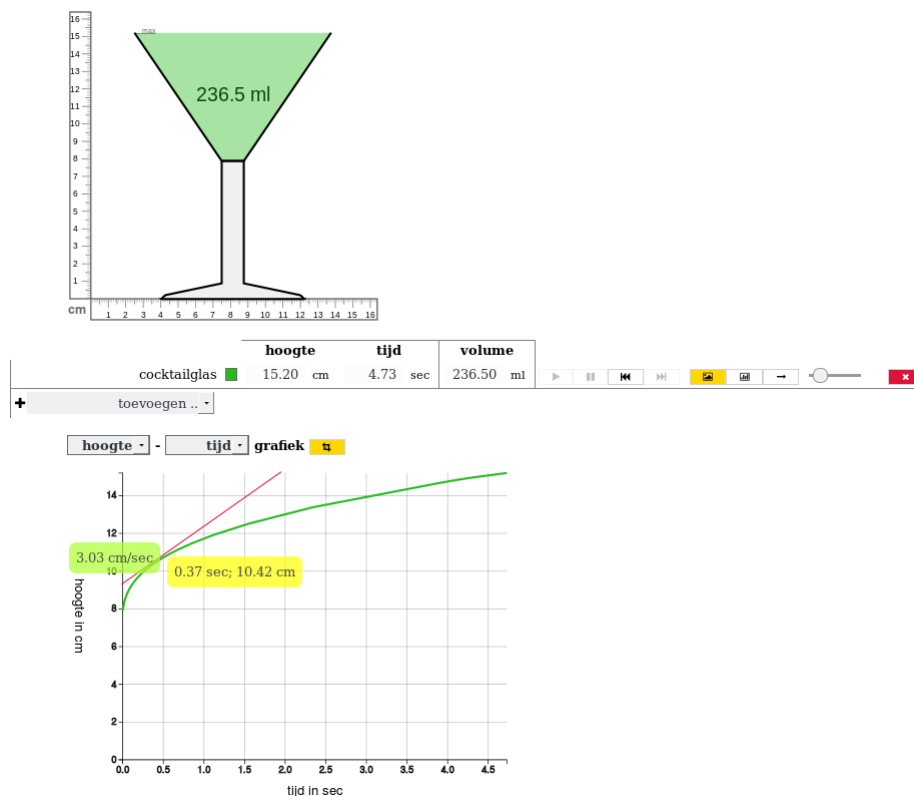 16
15
14
13
12
11
10
9
8
7
6
5
4
3
2
1
max
236.5 ml
cm
1 2 3 4 5 6 7 8 9 10 11 12 13 14 15 16
hoogte tijd volume
cocktailglas 15.20 cm 4.73 sec 236.50 ml
toevoegen ..
hoogte - tijd grafiek
14
12
3.03 cm/sec
10
0.37 sec; 10.42 cm
8
6
4
2
0
hoogte in cm
0.0 0.5 1.0 1.5 2.0 2.5 3.0 3.5 4.0 4.5
tijd in sec